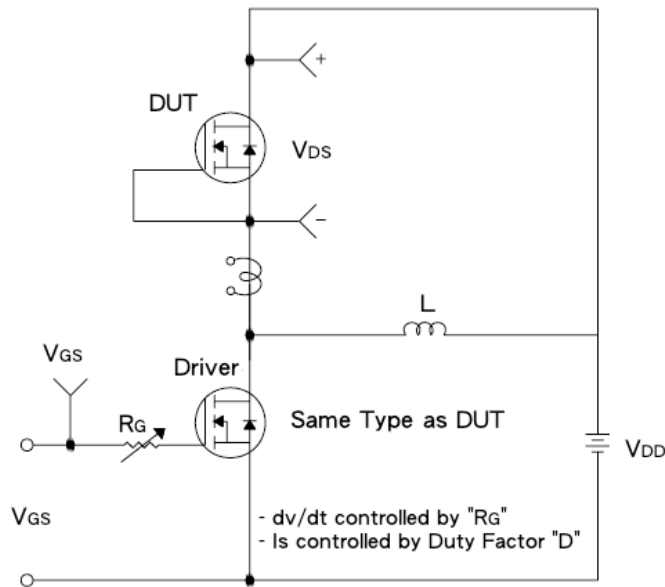 +
DUT
VDS
-
L
VGS
Driver
RG
Same Type as DUT
VDD
VGS
- dv/dt controlled by "RG"
- Is controlled by Duty Factor "D"